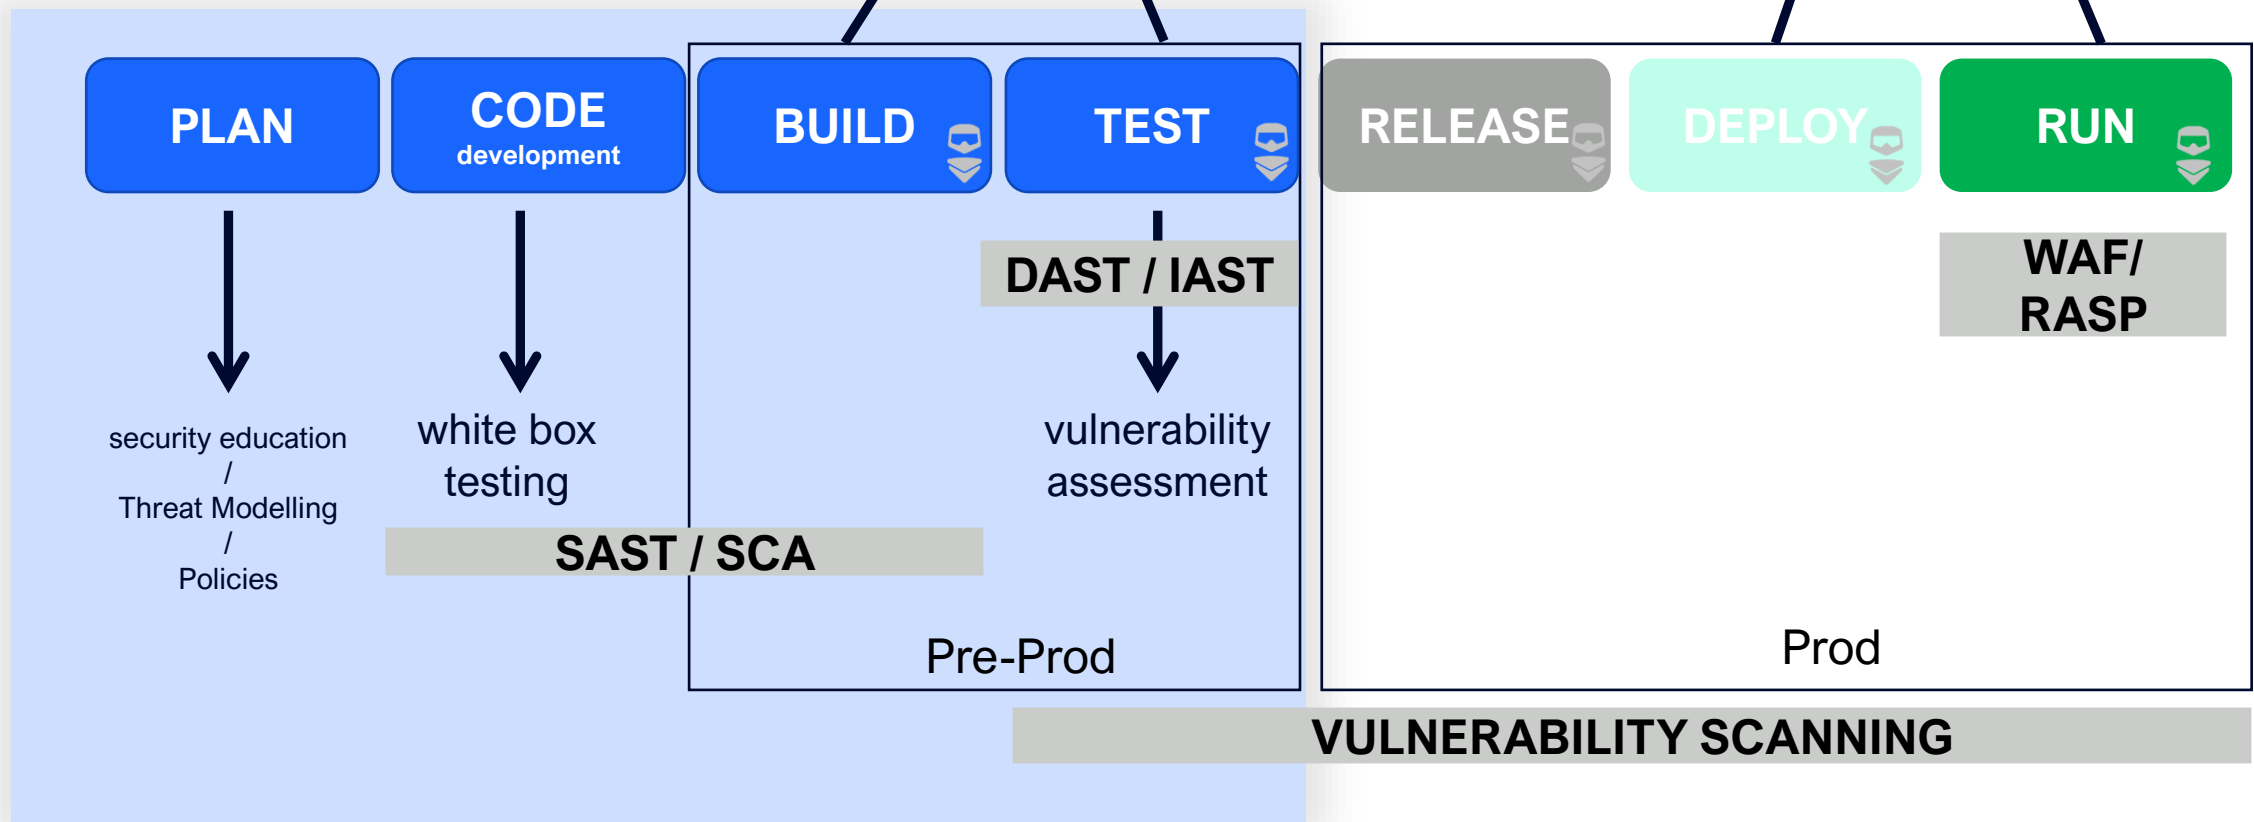 PLAN
CODE
development
BUILD
TEST
RELEASE
DEPLOY
RUN
DAST / IAST
WAF/
RASP
security education
/
Threat Modelling
/
Policies
white box
testing
vulnerability
assessment
SAST / SCA
Pre-Prod
Prod
VULNERABILITY SCANNING